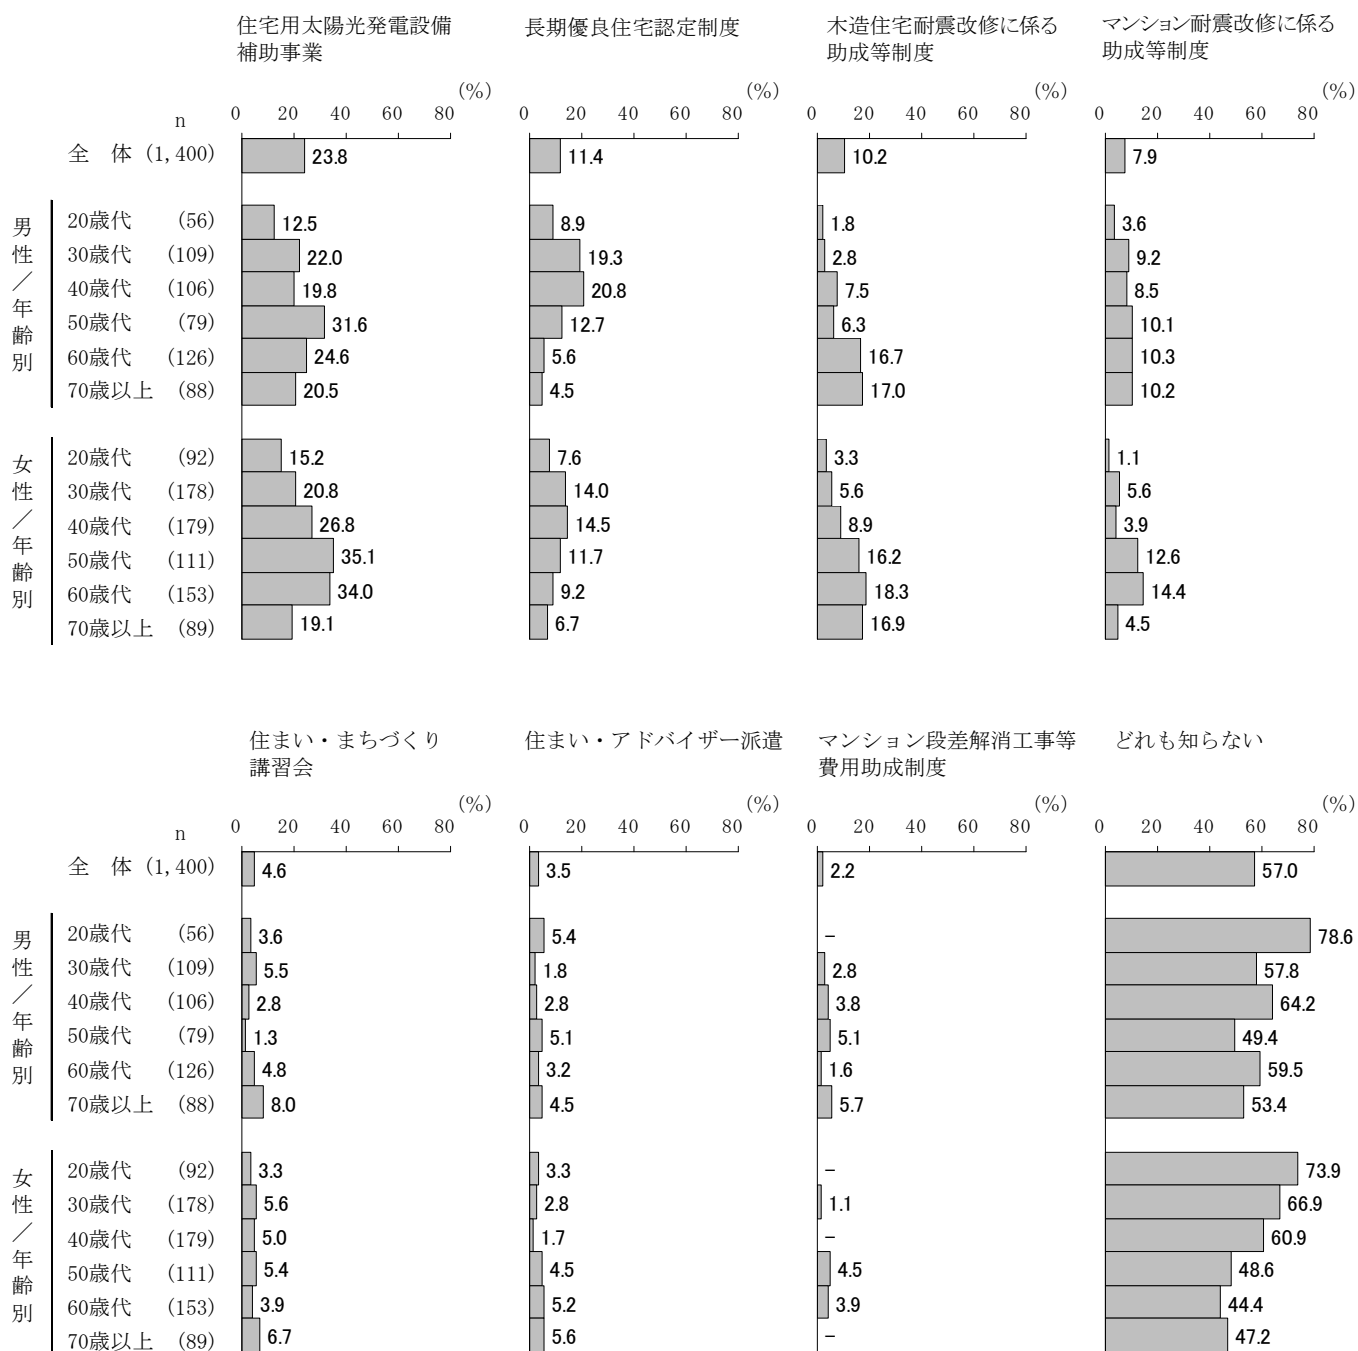 住宅用太陽光発電設備 長期優良住宅認定制度 木造住宅耐震改修に係る マンション耐震改修に係る
補助事業 助成等制度 助成等制度
(%) (%) (%) (%)
n 0 20 40 60 80 0 20 40 60 80 0 20 40 60 80 0 20 40 60 80
全 体 (1,400) 23.8 11.4 10.2 7.9
男性／年齢別
20歳代 (56) 12.5 8.9 1.8 3.6
30歳代 (109) 22.0 19.3 2.8 9.2
40歳代 (106) 19.8 20.8 7.5 8.5
50歳代 (79) 31.6 12.7 6.3 10.1
60歳代 (126) 24.6 5.6 16.7 10.3
70歳以上 (88) 20.5 4.5 17.0 10.2
女性／年齢別
20歳代 (92) 15.2 7.6 3.3 1.1
30歳代 (178) 20.8 14.0 5.6 5.6
40歳代 (179) 26.8 14.5 8.9 3.9
50歳代 (111) 35.1 11.7 16.2 12.6
60歳代 (153) 34.0 9.2 18.3 14.4
70歳以上 (89) 19.1 6.7 16.9 4.5
住まい・まちづくり 住まい・アドバイザー派遣 マンション段差解消工事等 どれも知らない
講習会 費用助成制度
(%) (%) (%) (%)
n 0 20 40 60 80 0 20 40 60 80 0 20 40 60 80 0 20 40 60 80
全 体 (1,400) 4.6 3.5 2.2 57.0
男性／年齢別
20歳代 (56) 3.6 5.4 － 78.6
30歳代 (109) 5.5 1.8 2.8 57.8
40歳代 (106) 2.8 2.8 3.8 64.2
50歳代 (79) 1.3 5.1 5.1 49.4
60歳代 (126) 4.8 3.2 1.6 59.5
70歳以上 (88) 8.0 4.5 5.7 53.4
女性／年齢別
20歳代 (92) 3.3 3.3 － 73.9
30歳代 (178) 5.6 2.8 1.1 66.9
40歳代 (179) 5.0 1.7 － 60.9
50歳代 (111) 5.4 4.5 4.5 48.6
60歳代 (153) 3.9 5.2 3.9 44.4
70歳以上 (89) 6.7 5.6 － 47.2